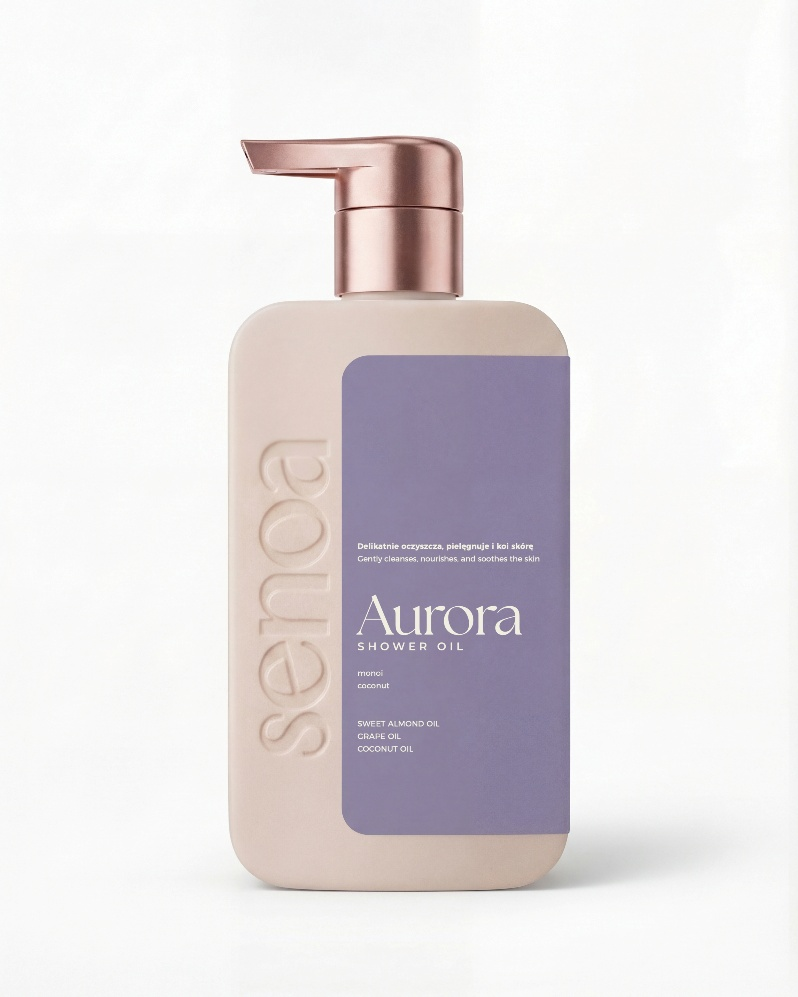 senoa
Delikatnie oczyszcza, pielęgnuje i koi skórę
Gently cleanses, nourishes, and soothes the skin
Aurora
SHOWER OIL
monoi
coconut
SWEET ALMOND OIL
GRAPE OIL
COCONUT OIL